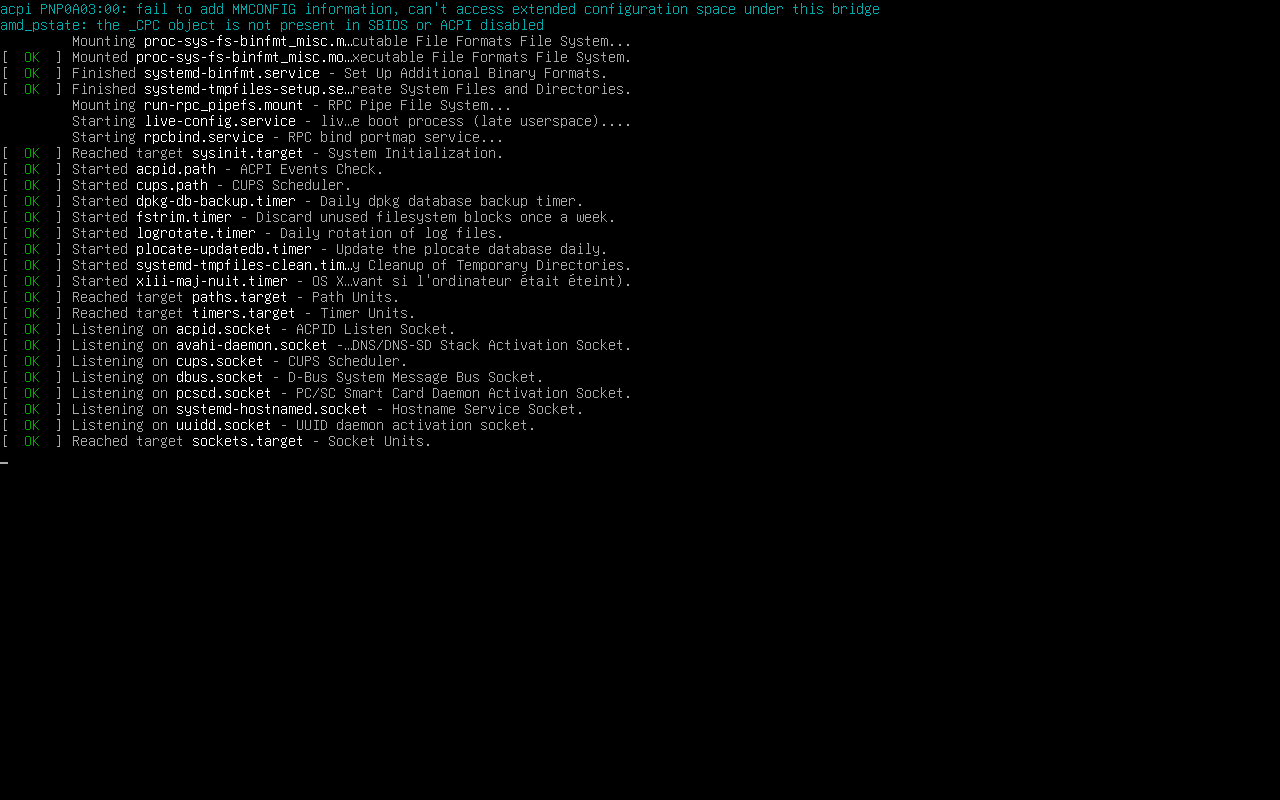 acpi PNP0A03:00: fail to add MMCONFIG information, can't access extended configuration space under this bridge
amd_pstate: the _CPC object is not present in SBIOS or ACPI disabled
         Mounting proc-sys-fs-binfmt_misc.m…cutable File Formats File System...
[  OK  ] Mounted proc-sys-fs-binfmt_misc.mo…xecutable File Formats File System.
[  OK  ] Finished systemd-binfmt.service - Set Up Additional Binary Formats.
[  OK  ] Finished systemd-tmpfiles-setup.se…reate System Files and Directories.
         Mounting run-rpc_pipefs.mount - RPC Pipe File System...
         Starting live-config.service - liv…e boot process (late userspace)....
         Starting rpcbind.service - RPC bind portmap service...
[  OK  ] Reached target sysinit.target - System Initialization.
[  OK  ] Started acpid.path - ACPI Events Check.
[  OK  ] Started cups.path - CUPS Scheduler.
[  OK  ] Started dpkg-db-backup.timer - Daily dpkg database backup timer.
[  OK  ] Started fstrim.timer - Discard unused filesystem blocks once a week.
[  OK  ] Started logrotate.timer - Daily rotation of log files.
[  OK  ] Started plocate-updatedb.timer - Update the plocate database daily.
[  OK  ] Started systemd-tmpfiles-clean.tim…y Cleanup of Temporary Directories.
[  OK  ] Started xiii-maj-nuit.timer - OS X…vant si l'ordinateur était éteint).
[  OK  ] Reached target paths.target - Path Units.
[  OK  ] Reached target timers.target - Timer Units.
[  OK  ] Listening on acpid.socket - ACPID Listen Socket.
[  OK  ] Listening on avahi-daemon.socket -…DNS/DNS-SD Stack Activation Socket.
[  OK  ] Listening on cups.socket - CUPS Scheduler.
[  OK  ] Listening on dbus.socket - D-Bus System Message Bus Socket.
[  OK  ] Listening on pcscd.socket - PC/SC Smart Card Daemon Activation Socket.
[  OK  ] Listening on systemd-hostnamed.socket - Hostname Service Socket.
[  OK  ] Listening on uuidd.socket - UUID daemon activation socket.
[  OK  ] Reached target sockets.target - Socket Units.